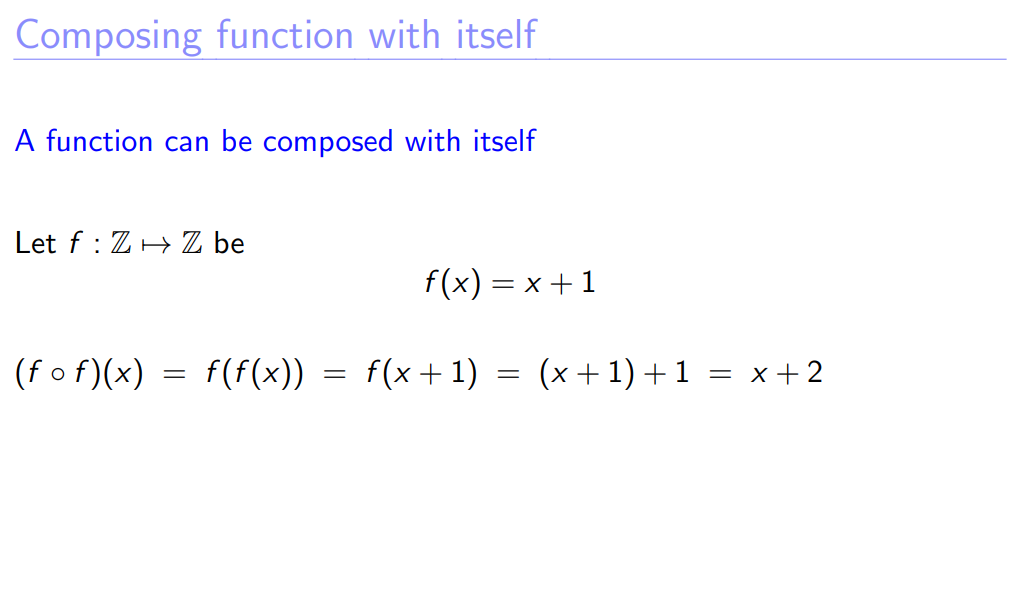 Composing function with itself
A function can be composed with itself
Let f : ℤ ↦ ℤ be
f(x) = x + 1
(f ∘ f)(x) = f(f(x)) = f(x + 1) = (x + 1) + 1 = x + 2